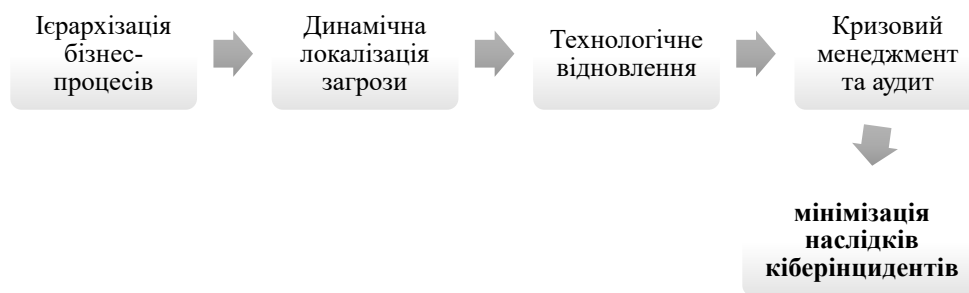 Ієрархізація
бізнес-
процесів
Динамічна
локалізація
загрози
Технологічне
відновлення
Кризовий
менеджмент
та аудит
мінімізація
наслідків
кіберінцидентів